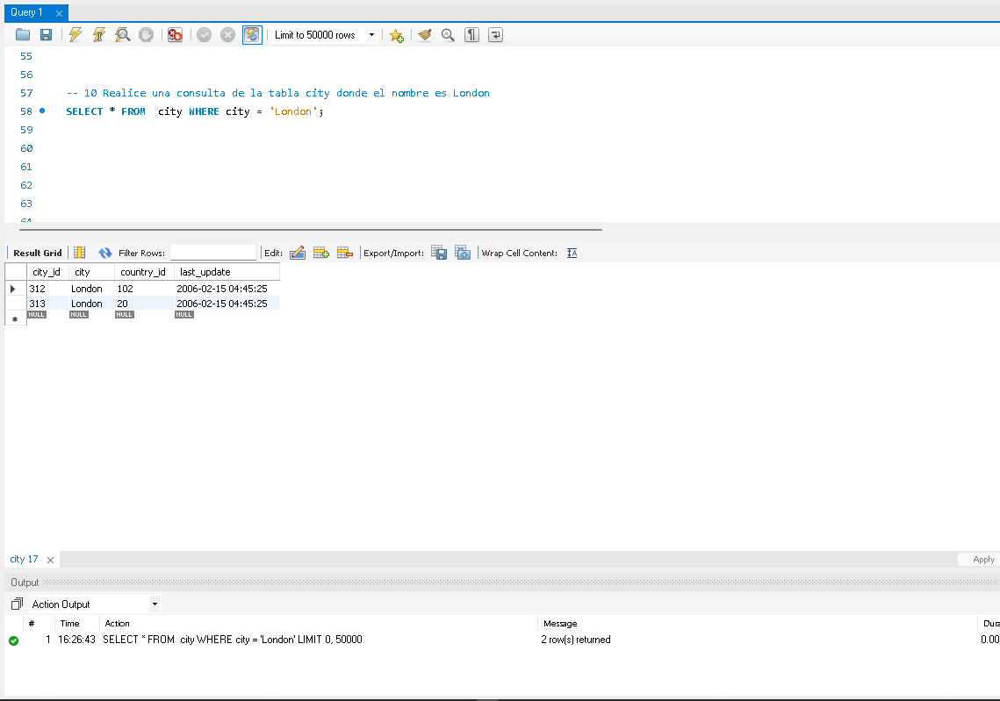 Query 1
Limit to 50000 rows
55
56
57 -- 10 Realice una consulta de la tabla city donde el nombre es London
58 SELECT * FROM  city WHERE city = 'London';
59
60
61
62
63
64
Result Grid Filter Rows: Edit: Export/Import: Wrap Cell Content:
city_id city country_id last_update
312 London 102 2006-02-15 04:45:25
313 London 20 2006-02-15 04:45:25
NULL NULL NULL NULL
city 17 Apply
Output
Action Output
# Time Action Message Dura
1 16:26:43 SELECT * FROM  city WHERE city = 'London' LIMIT 0, 50000 2 row(s) returned 0.00